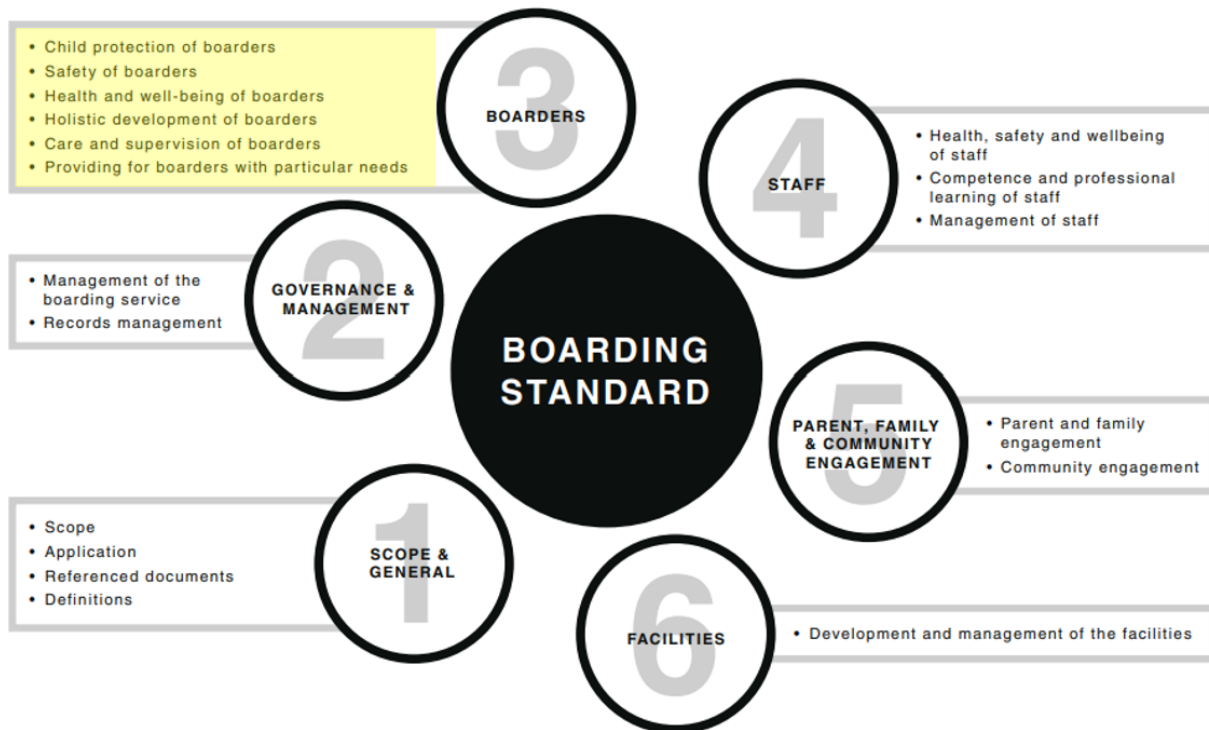 BOARDING
STANDARD
1
SCOPE &
GENERAL
• Scope
• Application
• Referenced documents
• Definitions
2
GOVERNANCE &
MANAGEMENT
• Management of the
boarding service
• Records management
3
BOARDERS
• Child protection of boarders
• Safety of boarders
• Health and well-being of boarders
• Holistic development of boarders
• Care and supervision of boarders
• Providing for boarders with particular needs
4
STAFF
• Health, safety and wellbeing
of staff
• Competence and professional
learning of staff
• Management of staff
5
PARENT, FAMILY
& COMMUNITY
ENGAGEMENT
• Parent and family
engagement
• Community engagement
6
FACILITIES
• Development and management of the facilities